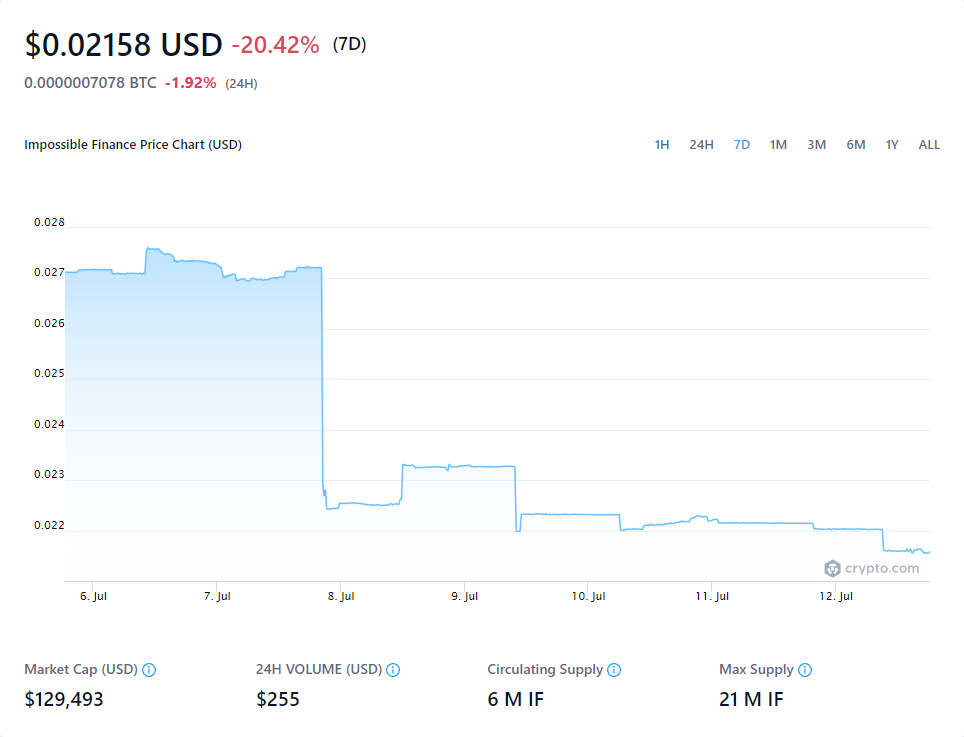 $0.02158 USD -20.42% (7D)
0.0000007078 BTC -1.92% (24H)
Impossible Finance Price Chart (USD) 1H 24H 7D 1M 3M 6M 1Y ALL
0.028
0.027
0.026
0.025
0.024
0.023
0.022
crypto.com
6. Jul 7. Jul 8. Jul 9. Jul 10. Jul 11. Jul 12. Jul
Market Cap (USD) 24H VOLUME (USD) Circulating Supply Max Supply
$129,493 $255 6 M IF 21 M IF